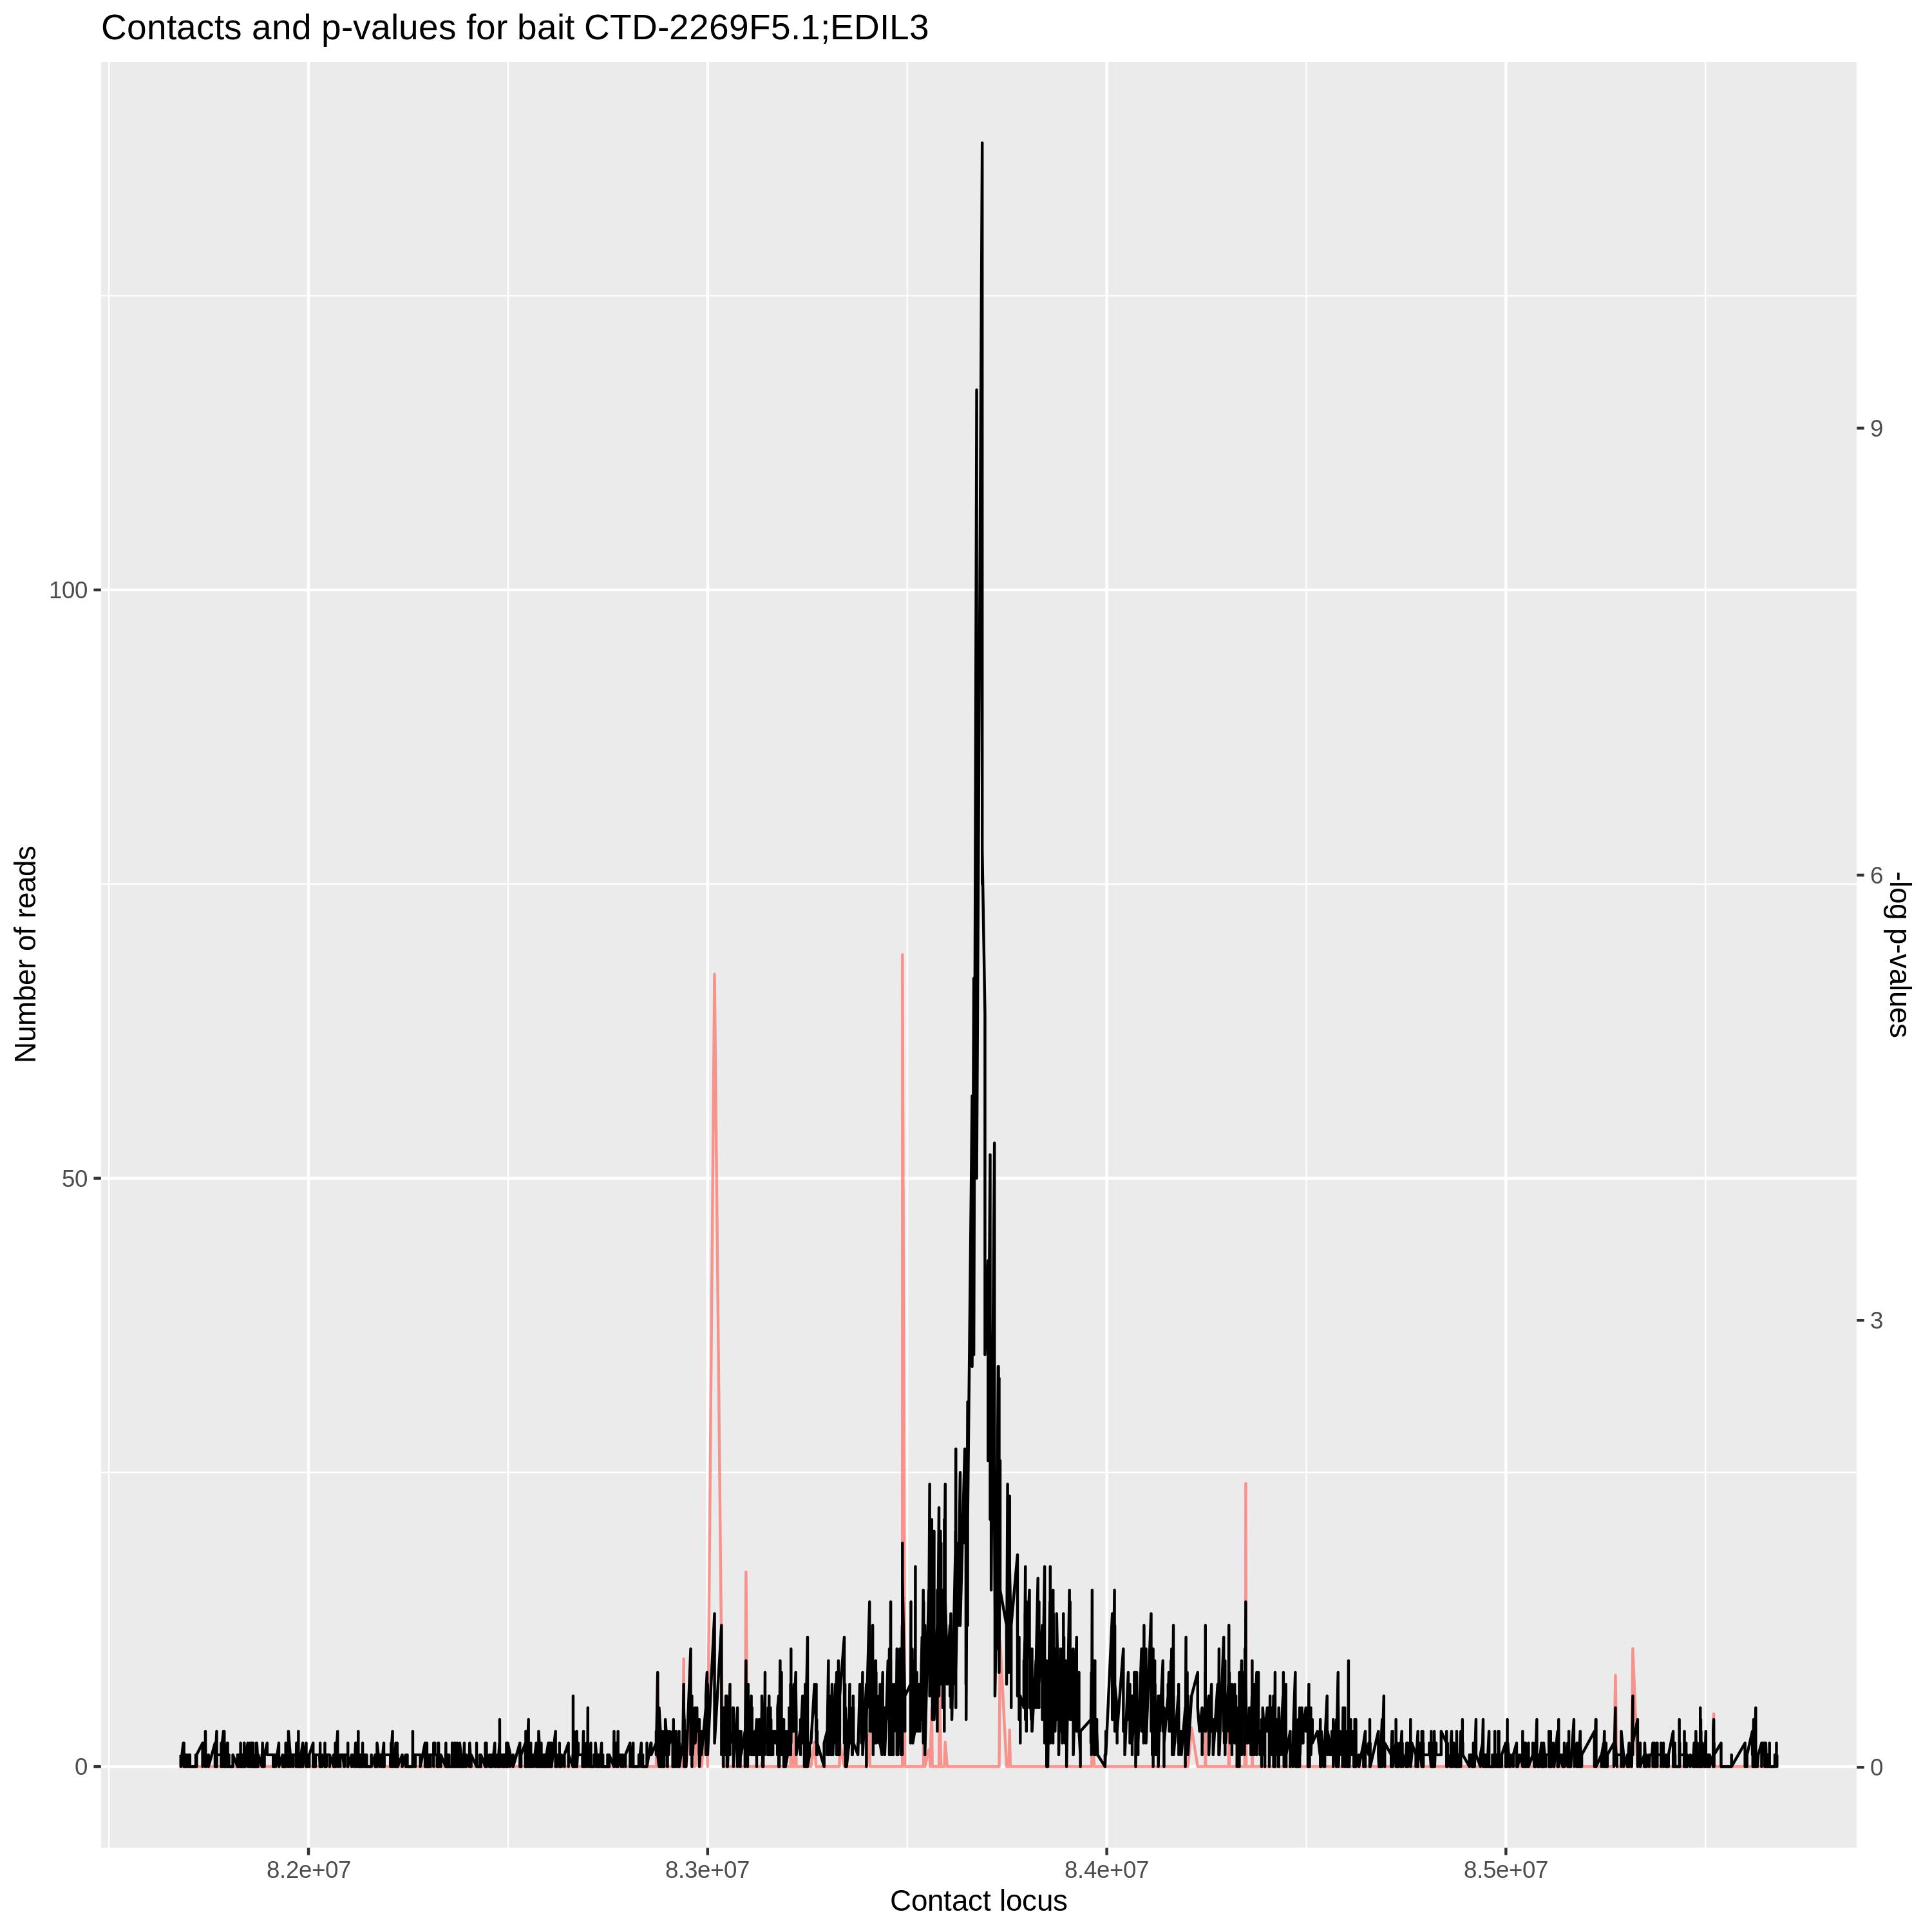 Contacts and p-values for bait CTD-2269F5.1;EDIL3
Number of reads
100
50
0
9
6
3
0
-log p-values
8.2e+07
8.3e+07
8.4e+07
8.5e+07
Contact locus